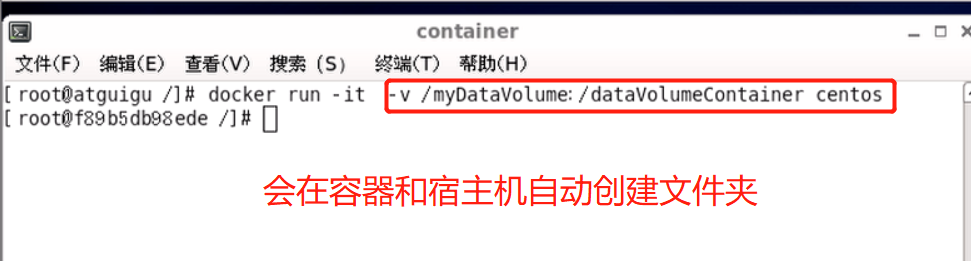 container
文件(F) 编辑(E) 查看(V) 搜索 (S) 终端(T) 帮助(H)
[root@atguigu /]# docker run -it -v /myDataVolume:/dataVolumeContainer centos
[root@f89b5db98ede /]#
会在容器和宿主机自动创建文件夹